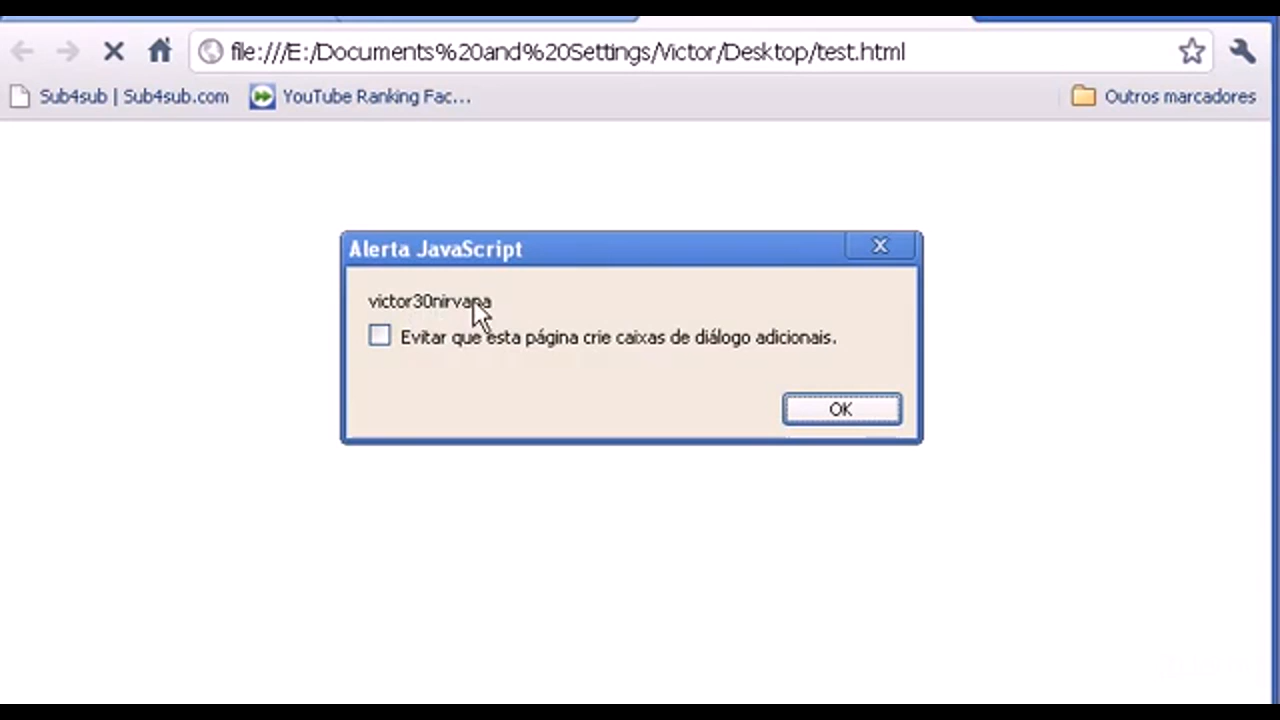 file:///E:/Documents%20and%20Settings/Victor/Desktop/test.html
Sub4sub | Sub4sub.com YouTube Ranking Fac... Outros marcadores
Alerta JavaScript
victor30nirvana
Evitar que esta página crie caixas de diálogo adicionais.
OK